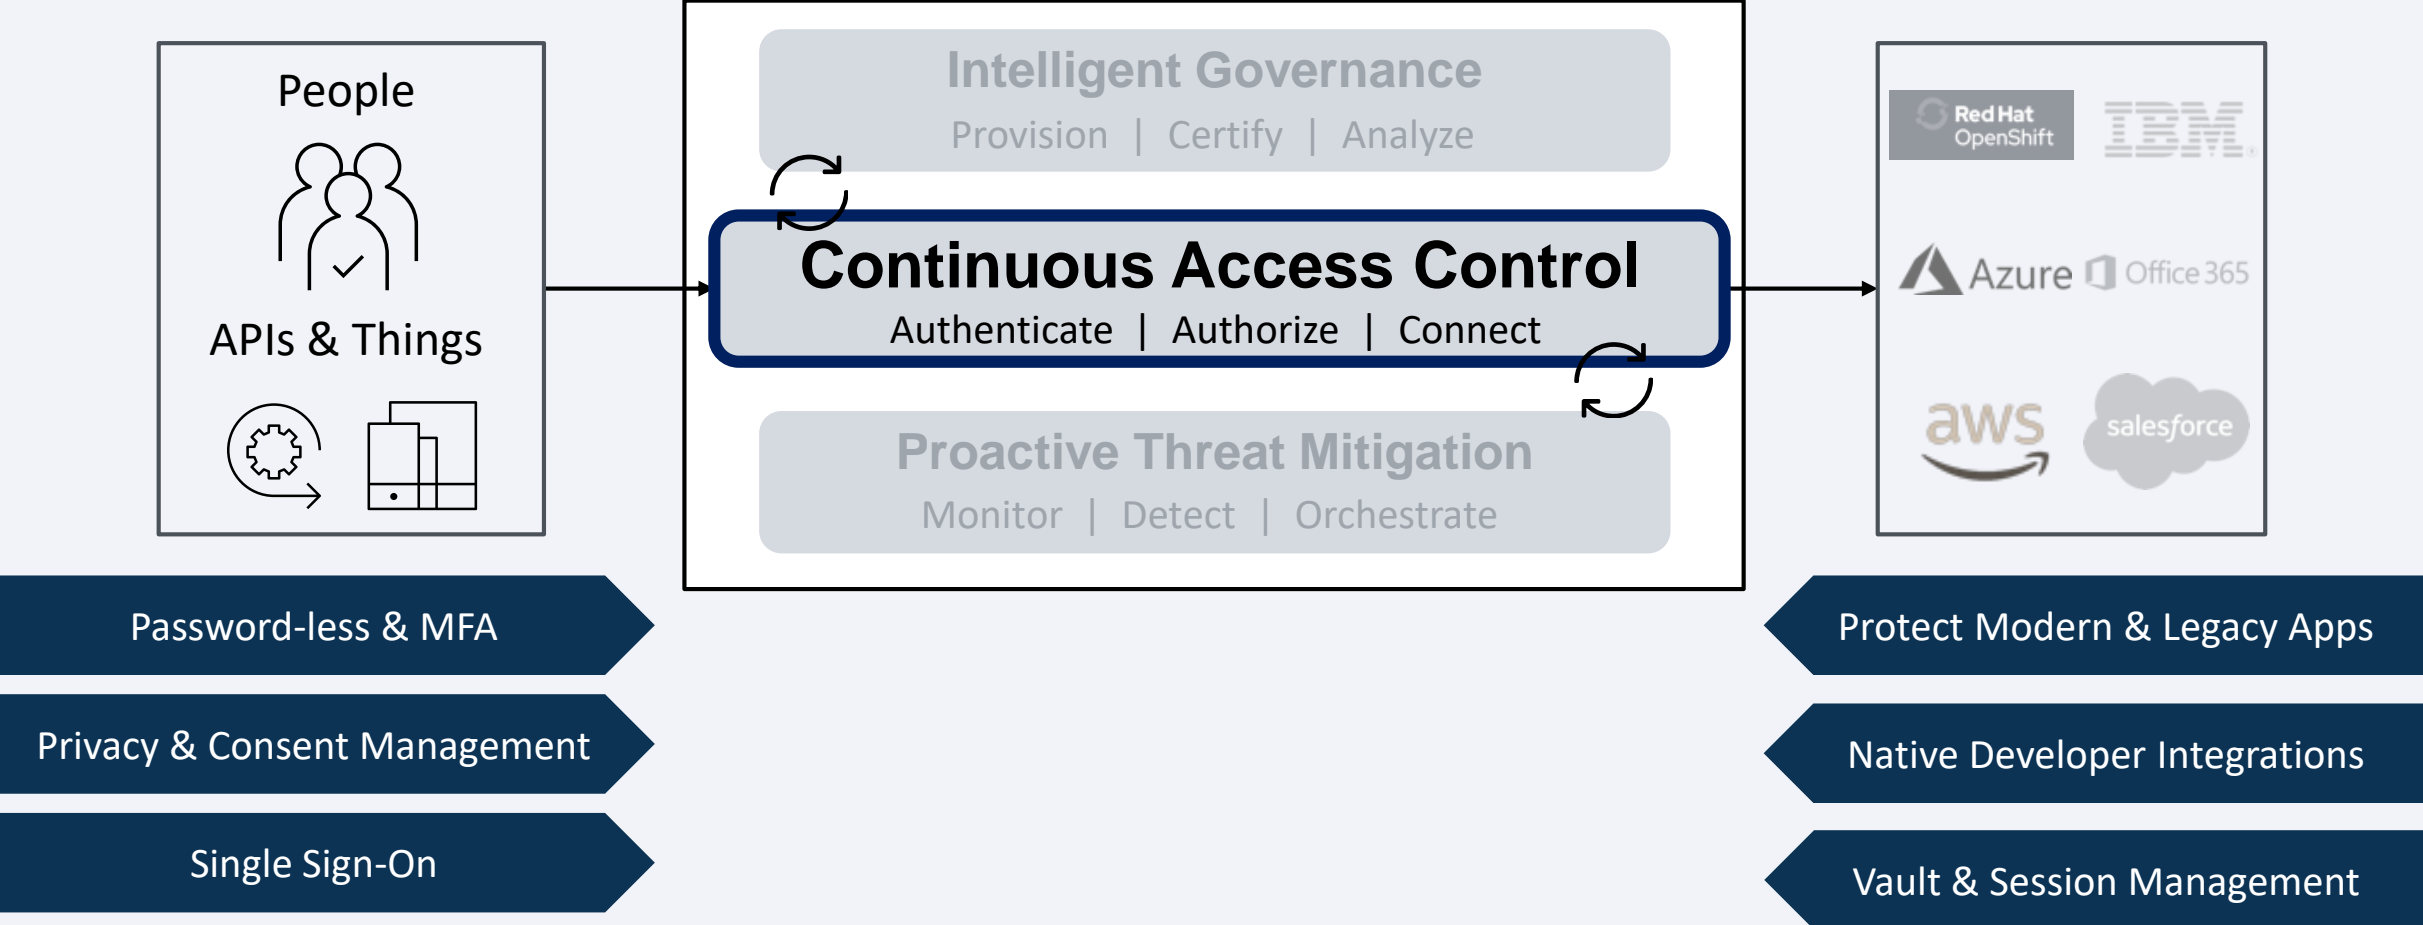 People
APIs & Things
Intelligent Governance
Provision | Certify | Analyze
Continuous Access Control
Authenticate | Authorize | Connect
Proactive Threat Mitigation
Monitor | Detect | Orchestrate
Red Hat
OpenShift
IBM®
Azure
Office 365
aws
salesforce
Password-less & MFA
Privacy & Consent Management
Single Sign-On
Protect Modern & Legacy Apps
Native Developer Integrations
Vault & Session Management